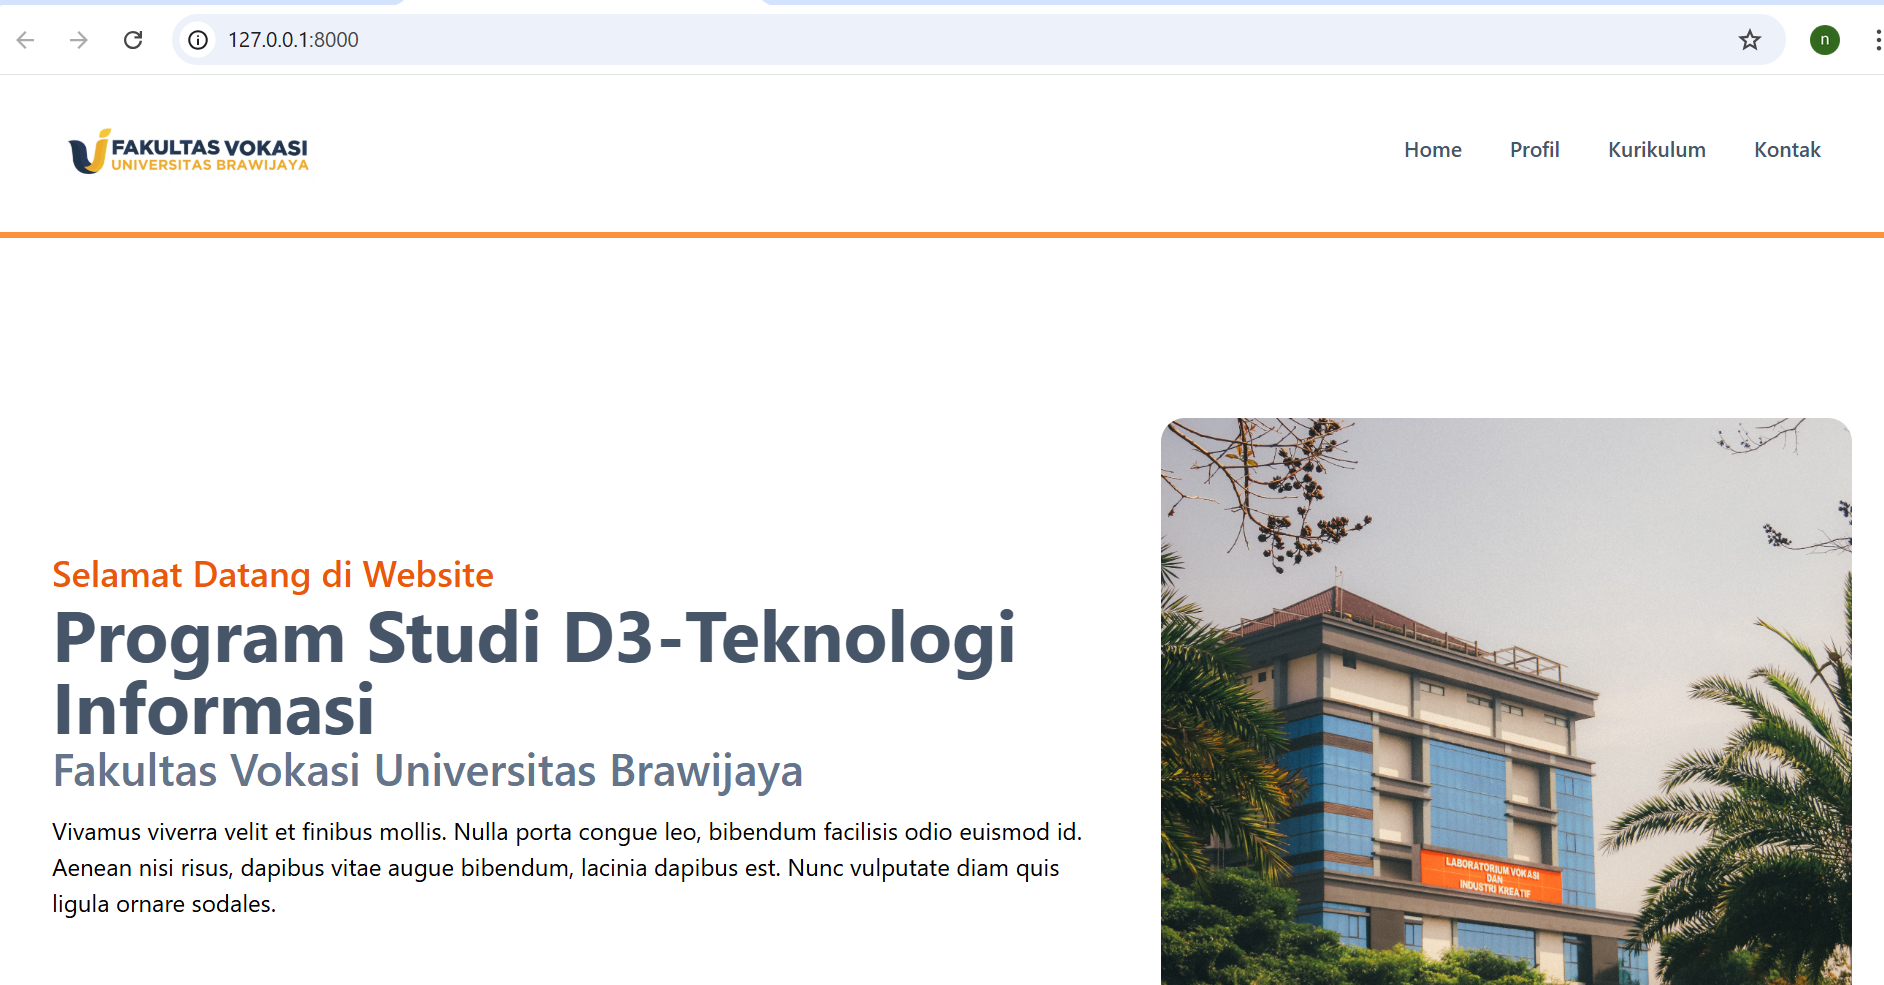 127.0.0.1:8000
n
FAKULTAS VOKASI
UNIVERSITAS BRAWIJAYA
Home Profil Kurikulum Kontak
Selamat Datang di Website
Program Studi D3-Teknologi
Informasi
Fakultas Vokasi Universitas Brawijaya
Vivamus viverra velit et finibus mollis. Nulla porta congue leo, bibendum facilisis odio euismod id.
Aenean nisi risus, dapibus vitae augue bibendum, lacinia dapibus est. Nunc vulputate diam quis
ligula ornare sodales.
LABORATORIUM VOKASI
DAN
INDUSTRI KREATIF